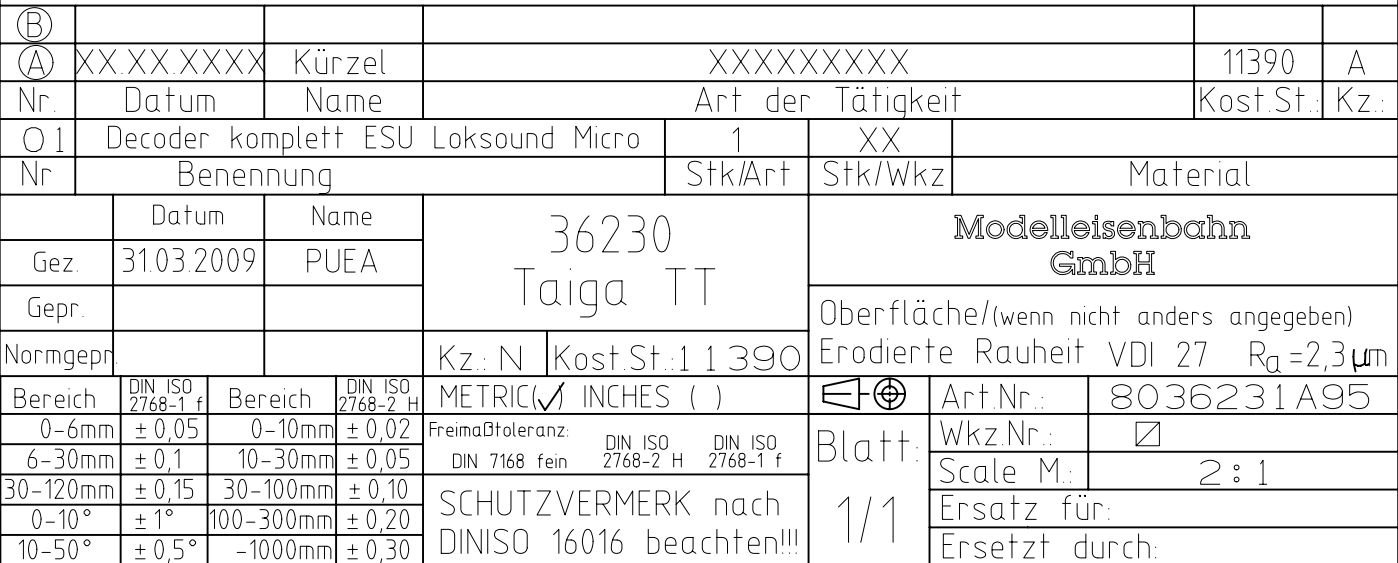 B
A XX.XX.XXXX Kürzel XXXXXXXXX 11390 A
Nr. Datum Name Art der Tätigkeit Kost.St.: Kz.:
01 Decoder komplett ESU Loksound Micro 1 XX
Nr Benennung Stk/Art Stk/Wkz Material
Datum Name
Gez. 31.03.2009 PUEA
Gepr.
Normgepr.
36230
Taiga TT
Kz.: N Kost.St.:11390
Modelleisenbahn
GmbH
Oberfläche/(wenn nicht anders angegeben)
Erodierte Rauheit VDI 27 Ra=2,3µm
Bereich DIN ISO 2768-1 f Bereich DIN ISO 2768-2 H
0-6mm ±0,05 0-10mm ±0,02
6-30mm ±0,1 10-30mm ±0,05
30-120mm ±0,15 30-100mm ±0,10
0-10° ±1° 100-300mm ±0,20
10-50° ±0,5° -1000mm ±0,30
METRIC(✓) INCHES ( )
Freimaßtoleranz:
DIN 7168 fein DIN ISO 2768-2 H DIN ISO 2768-1 f
SCHUTZVERMERK nach
DINISO 16016 beachten!!!
Blatt:
1/1
Art.Nr.: 8036231A95
Wkz.Nr.:
Scale M.: 2:1
Ersatz für:
Ersetzt durch: